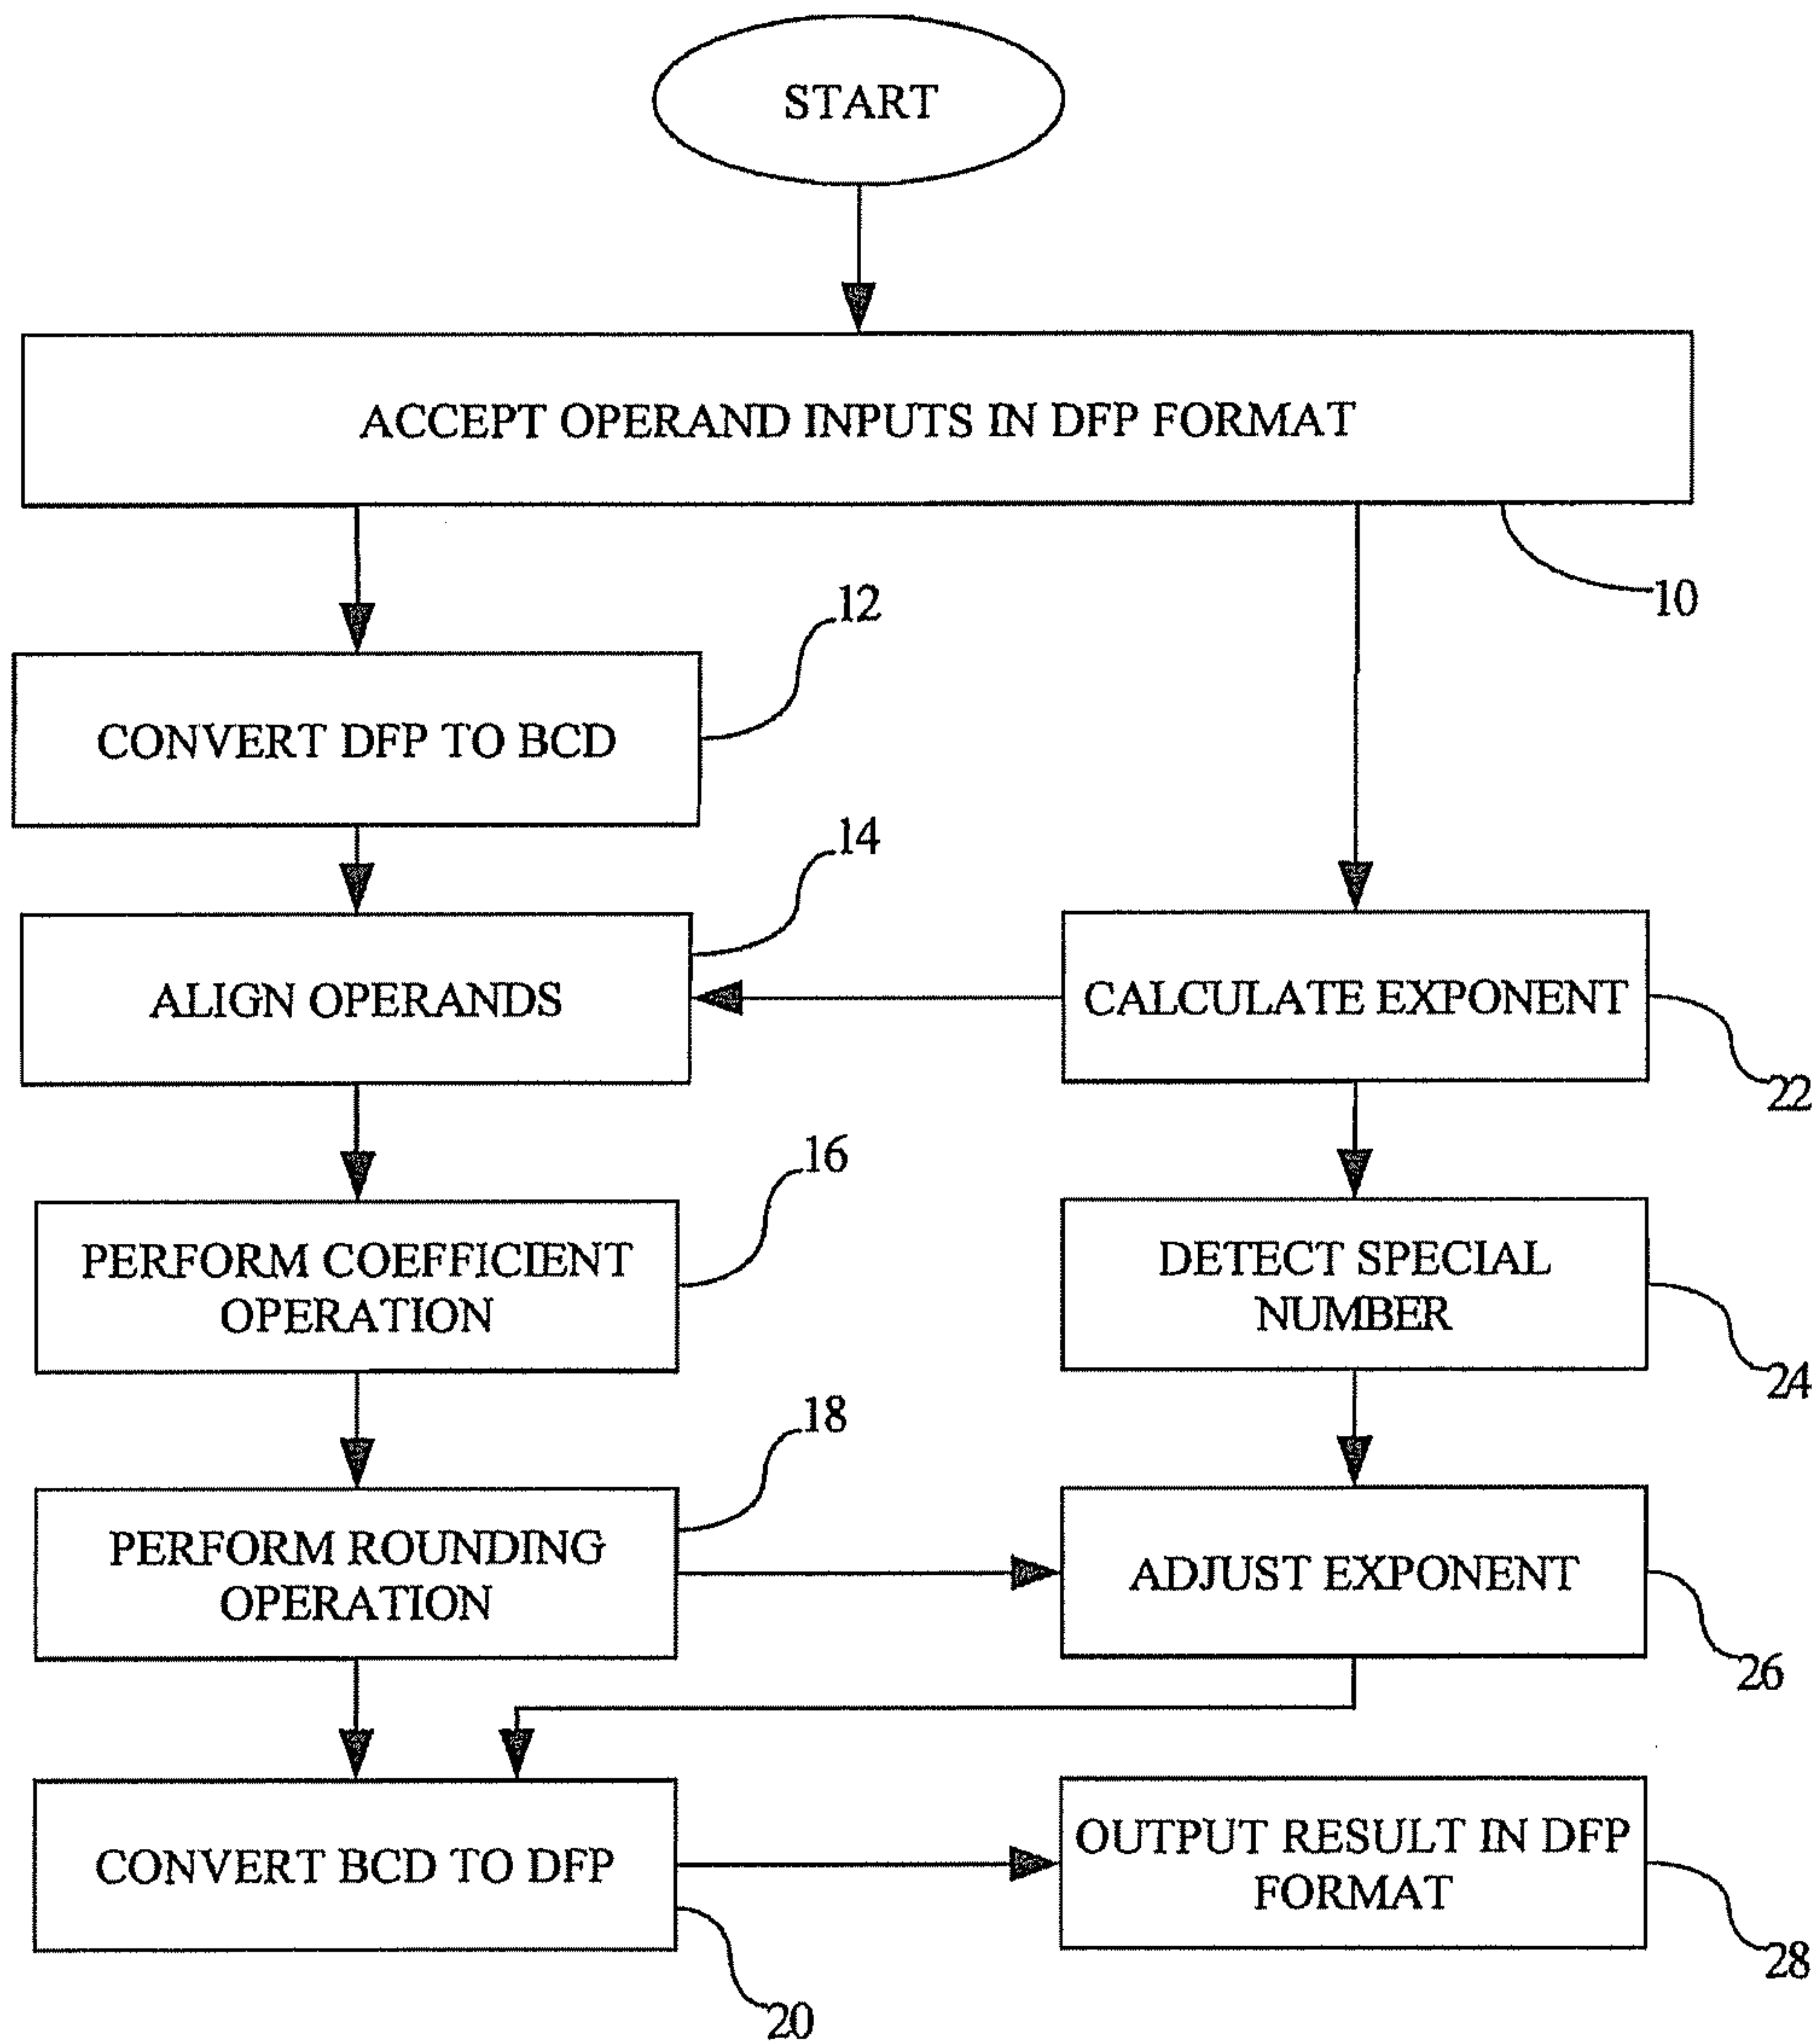 START
ACCEPT OPERAND INPUTS IN DFP FORMAT
10
12
CONVERT DFP TO BCD
14
ALIGN OPERANDS
CALCULATE EXPONENT
22
16
PERFORM COEFFICIENT
OPERATION
DETECT SPECIAL
NUMBER
24
18
PERFORM ROUNDING
OPERATION
ADJUST EXPONENT
26
CONVERT BCD TO DFP
20
OUTPUT RESULT IN DFP
FORMAT
28